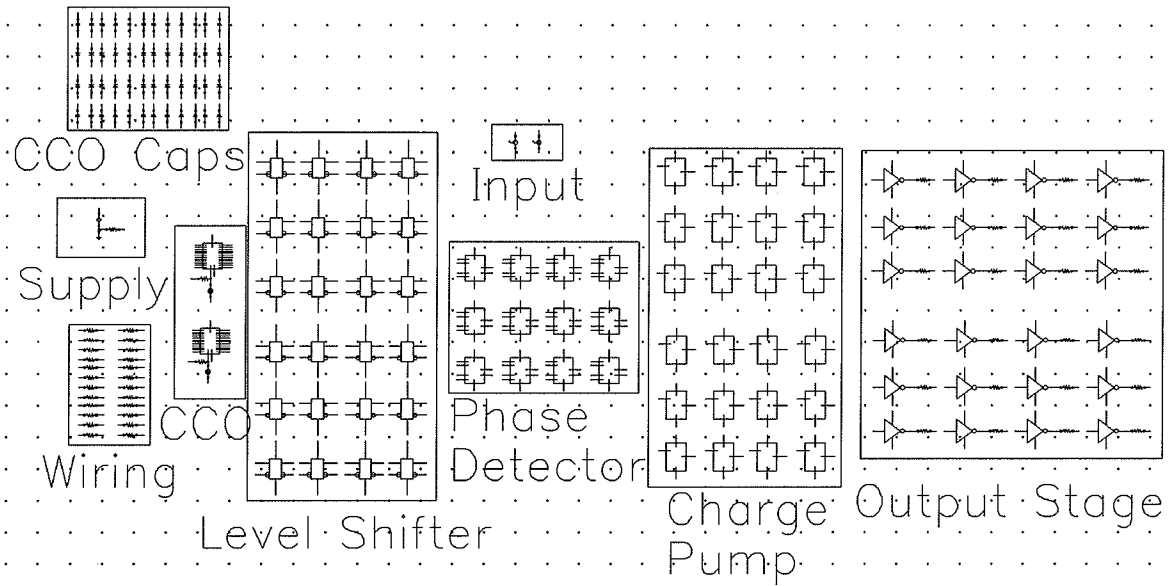 CCO Caps
Input
Supply
CCO
Phase
Detector
Wiring
Charge
Pump
Output Stage
Level Shifter